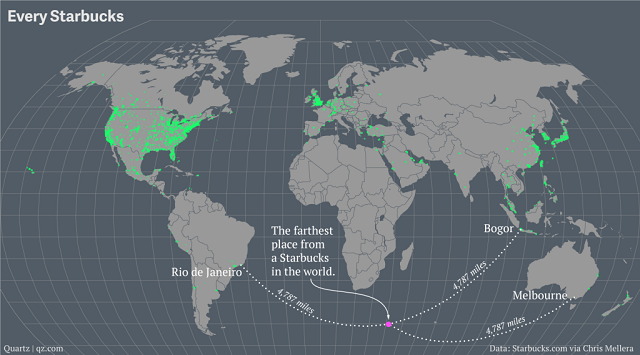 Every Starbucks
The farthest
place from
a Starbucks
in the world.
Bogor
Rio de Janeiro
Melbourne
4,787 miles
4,787 miles
4,787 miles
Quartz | qz.com
Data: Starbucks.com via Chris Mellera